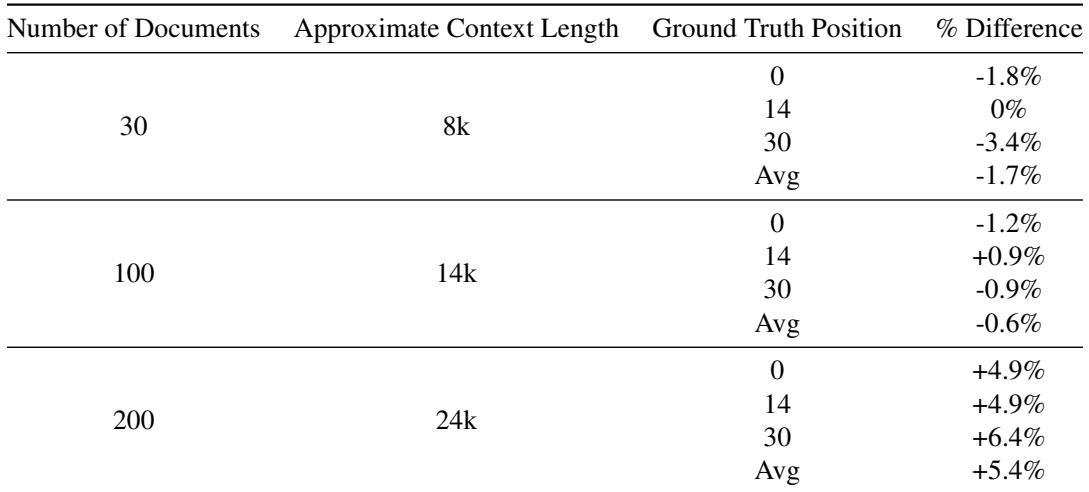 Number of Documents Approximate Context Length Ground Truth Position % Difference
30 8k
0 -1.8%
14 0%
30 -3.4%
Avg -1.7%
100 14k
0 -1.2%
14 +0.9%
30 -0.9%
Avg -0.6%
200 24k
0 +4.9%
14 +4.9%
30 +6.4%
Avg +5.4%